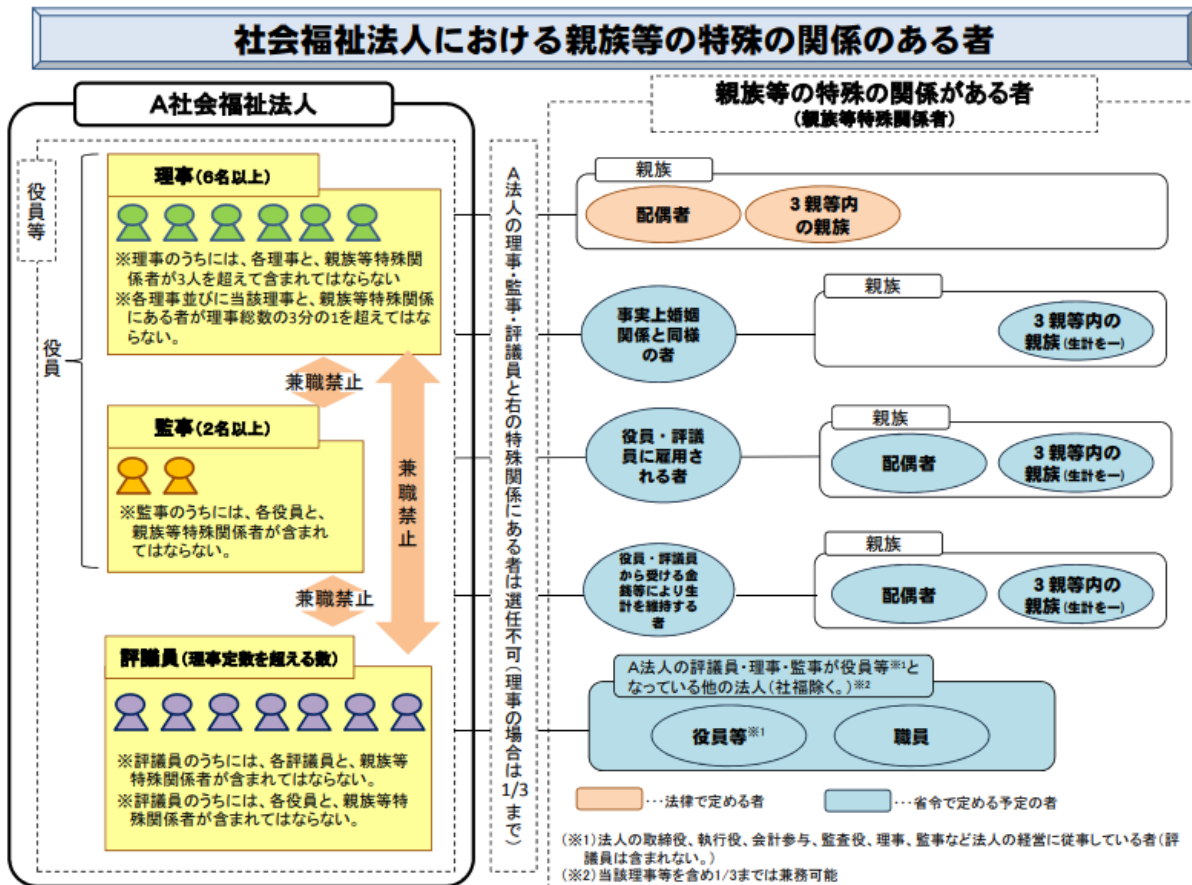 社会福祉法人における親族等の特殊の関係のある者
A社会福祉法人
役員等
役員
理事(6名以上)
※理事のうちには、各理事と、親族等特殊関
係者が3人を超えて含まれてはならない
※各理事並びに当該理事と、親族等特殊関係
にある者が理事総数の3分の1を超えてはな
らない。
兼職禁止
監事(2名以上)
※監事のうちには、各役員と、
親族等特殊関係者が含まれ
てはならない。
兼職禁止
兼職禁止
評議員(理事定数を超える数)
※評議員のうちには、各評議員と、親族等
特殊関係者が含まれてはならない。
※評議員のうちには、各役員と、親族等特
殊関係者が含まれてはならない。
A法人の理事・監事・評議員と右の特殊関係にある者は選任不可(理事の場合は1/3まで)
親族等の特殊の関係がある者
(親族等特殊関係者)
親族
配偶者
3親等内
の親族
事実上婚姻
関係と同様
の者
親族
3親等内の
親族(生計を一)
役員・評議
員に雇用さ
れる者
親族
配偶者
3親等内の
親族(生計を一)
役員・評議員
から受ける金
銭等により生
計を維持する
者
親族
配偶者
3親等内の
親族(生計を一)
A法人の評議員・理事・監事が役員等※1と
なっている他の法人(社福除く。)※2
役員等※1
職員
・・・法律で定める者
・・・省令で定める予定の者
(※1)法人の取締役、執行役、会計参与、監査役、理事、監事など法人の経営に従事している者(評
議員は含まれない。)
(※2)当該理事等を含め1/3までは兼務可能